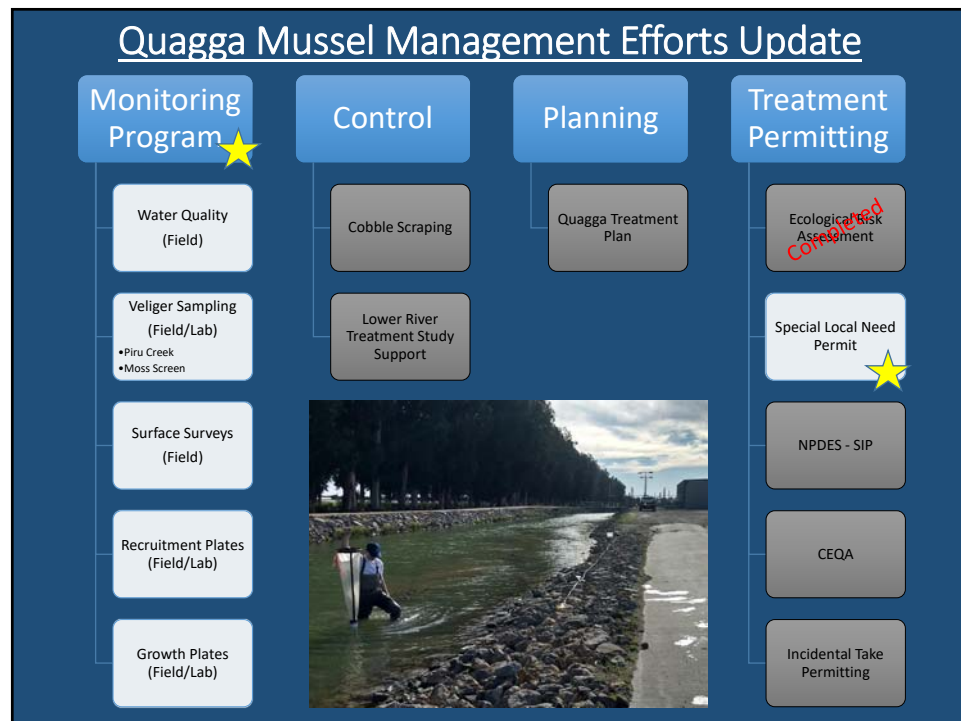 Quagga Mussel Management Efforts Update
Monitoring
Program
Water Quality
(Field)
Veliger Sampling
(Field/Lab)
•Piru Creek
•Moss Screen
Surface Surveys
(Field)
Recruitment Plates
(Field/Lab)
Growth Plates
(Field/Lab)
Control
Cobble Scraping
Lower River
Treatment Study
Support
Planning
Quagga Treatment
Plan
Treatment
Permitting
Ecological Risk
Assessment
Completed
Special Local Need
Permit
NPDES - SIP
CEQA
Incidental Take
Permitting